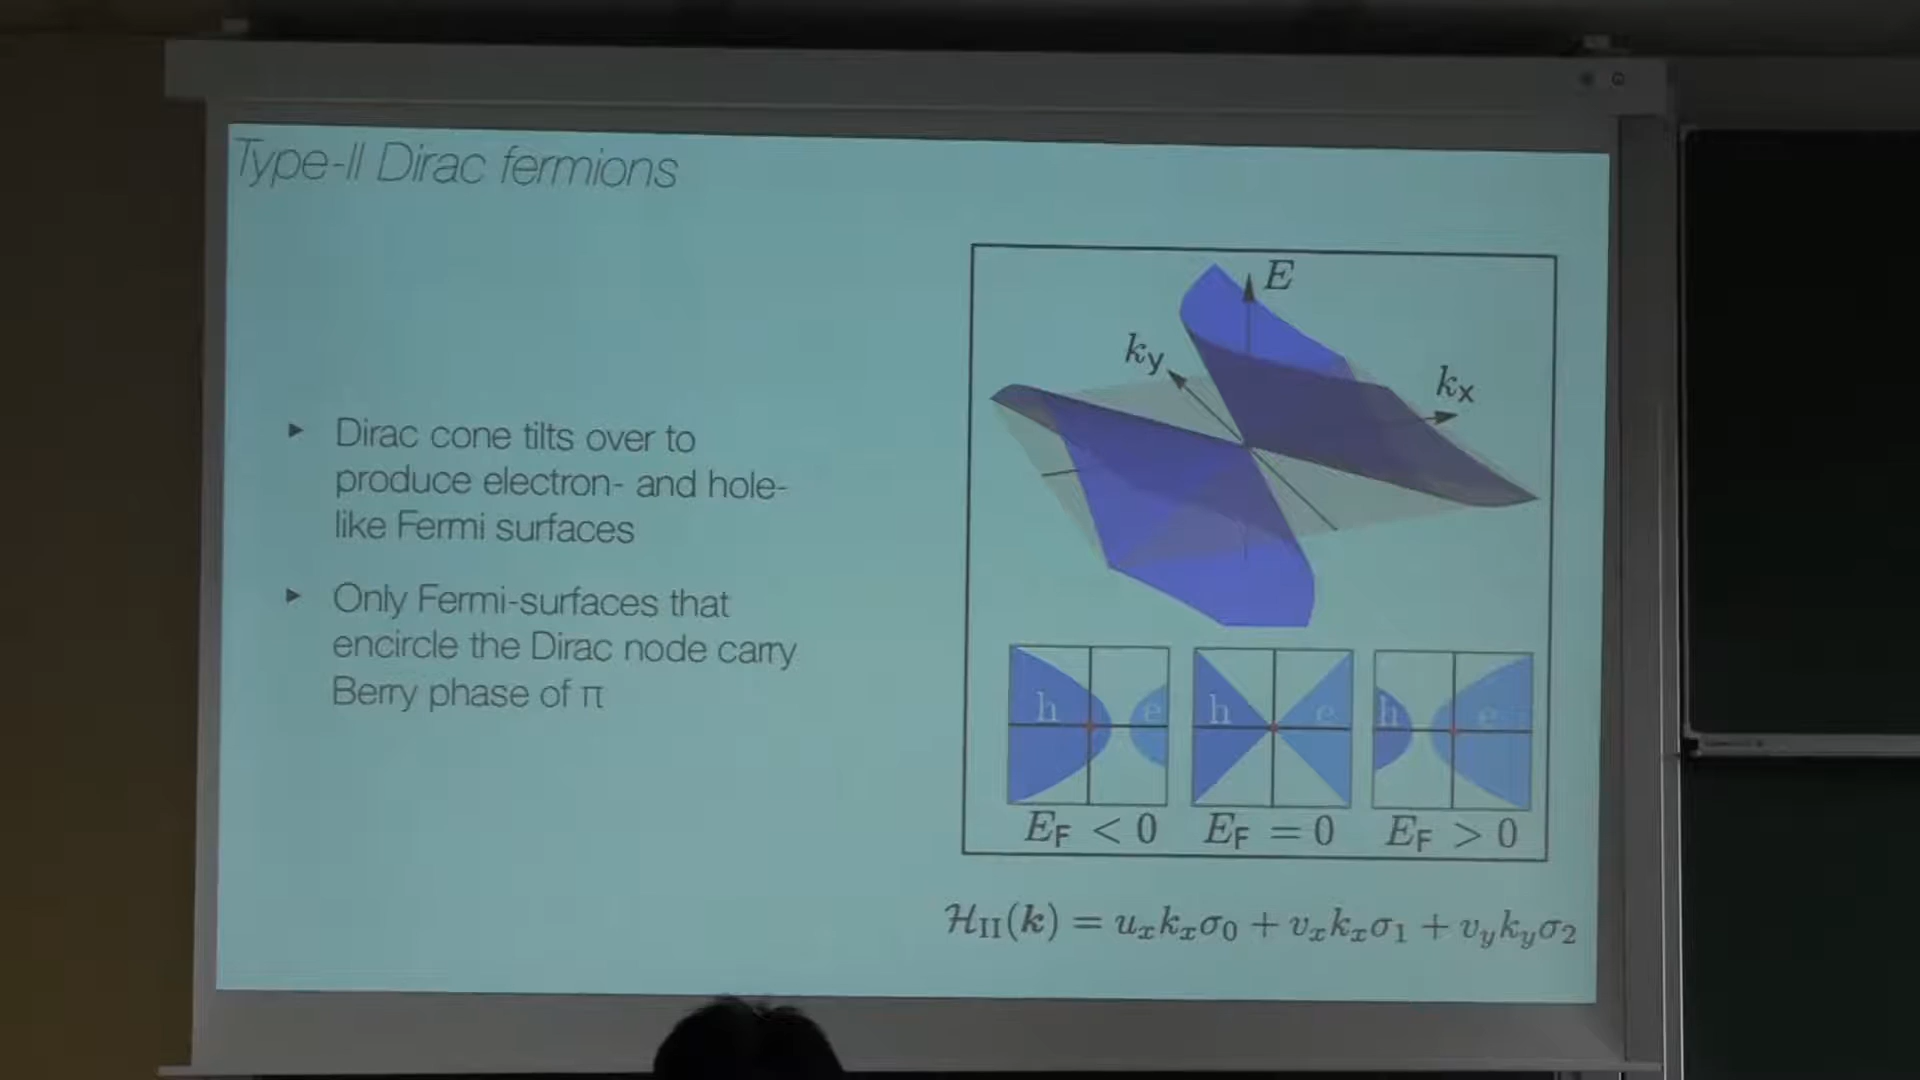 Type-II Dirac fermions
▸ Dirac cone tilts over to
produce electron- and hole-
like Fermi surfaces
▸ Only Fermi-surfaces that
encircle the Dirac node carry
Berry phase of π
E
ky
kx
h e
h e
h e
E_F < 0
E_F = 0
E_F > 0
ℋ_II(k) = u_x k_x σ_0 + v_x k_x σ_1 + v_y k_y σ_2